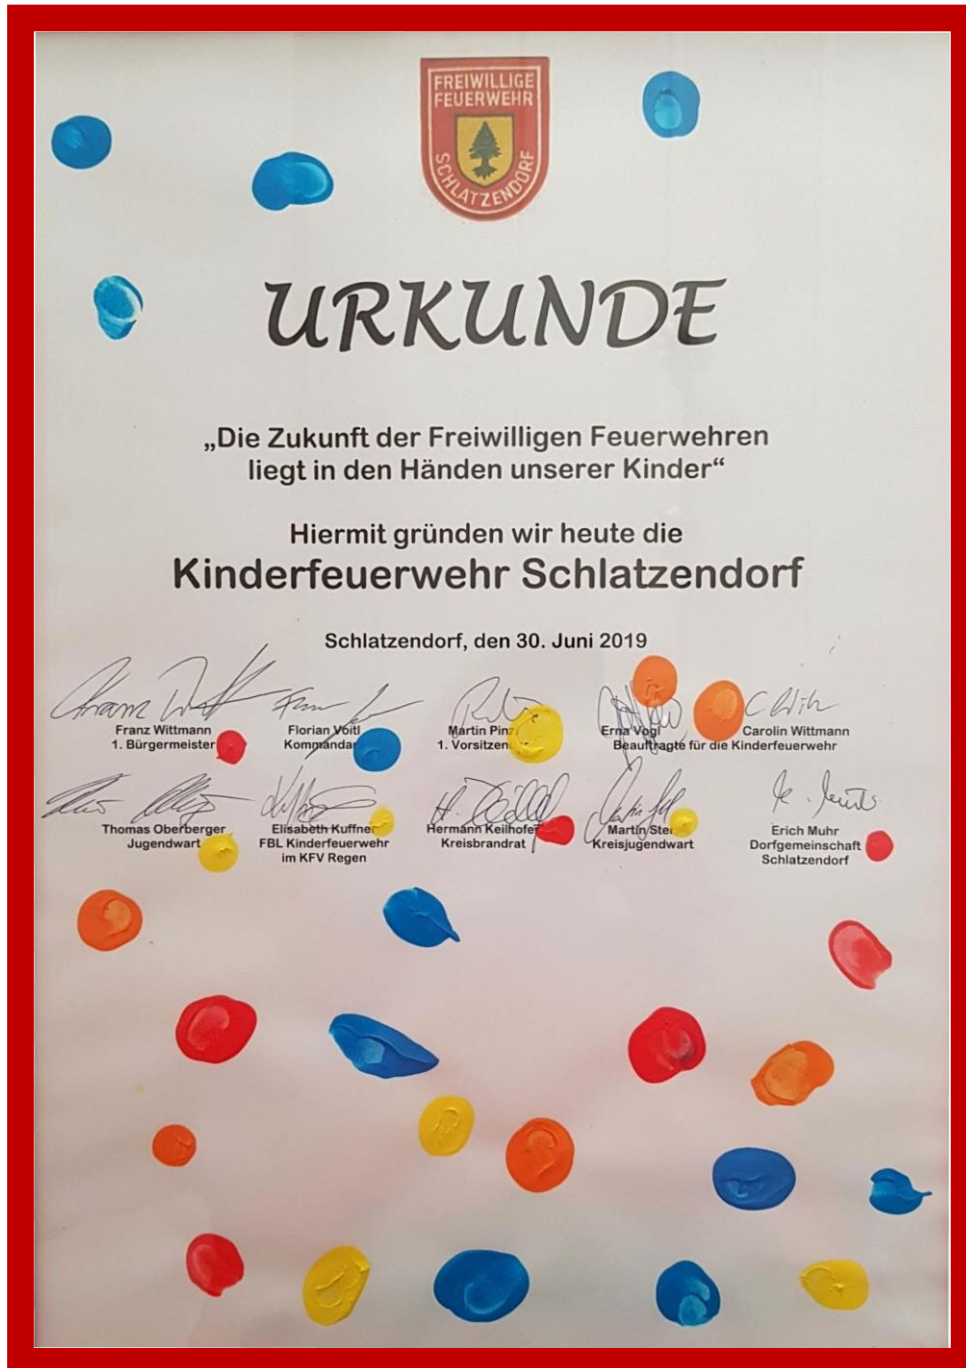 FREIWILLIGE
FEUERWEHR
SCHLATZENDORF
URKUNDE
„Die Zukunft der Freiwilligen Feuerwehren
liegt in den Händen unserer Kinder“
Hiermit gründen wir heute die
Kinderfeuerwehr Schlatzendorf
Schlatzendorf, den 30. Juni 2019
Franz Wittmann
1. Bürgermeister
Florian Voitl
Martin
1.
Erna Vogl
Carolin Wittmann
Beauftragte für die Kinderfeuerwehr
Thomas Oberberger
Jugendwart
Elisabeth Kuffner
FBL Kinderfeuerwehr
im KFV Regen
Hermann Keilhofer
Kreisbrandrat
Martin
Kreisjugendwart
Erich Muhr
Dorfgemeinschaft
Schlatzendorf